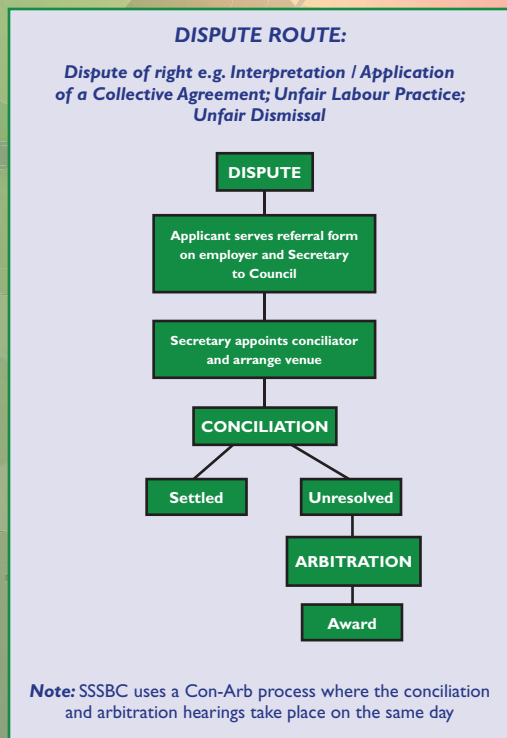 DISPUTE ROUTE:
Dispute of right e.g. Interpretation / Application
of a Collective Agreement; Unfair Labour Practice;
Unfair Dismissal
DISPUTE
Applicant serves referral form
on employer and Secretary
to Council
Secretary appoints conciliator
and arrange venue
CONCILIATION
Settled
Unresolved
ARBITRATION
Award
Note: SSSBC uses a Con-Arb process where the conciliation
and arbitration hearings take place on the same day